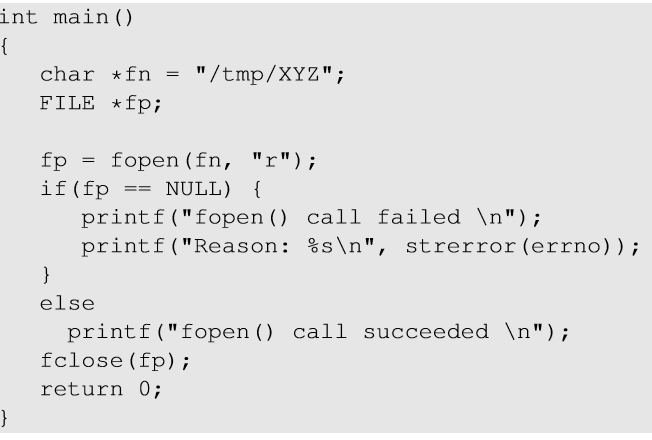 int main()
{
   char *fn = "/tmp/XYZ";
   FILE *fp;

   fp = fopen(fn, "r");
   if(fp == NULL) {
      printf("fopen() call failed \n");
      printf("Reason: %s\n", strerror(errno));
   }
   else
     printf("fopen() call succeeded \n");
   fclose(fp);
   return 0;
}